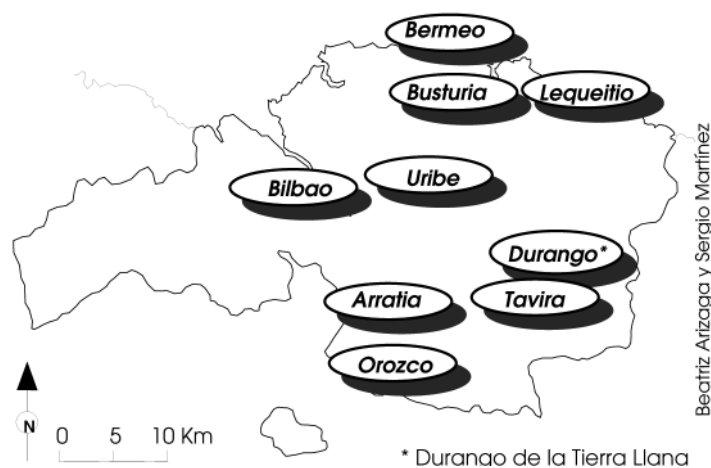 Bermeo
Busturia
Lequeitio
Bilbao
Uribe
Durango*
Arratia
Tavira
Orozco
N
0 5 10 Km
* Durango de la Tierra Llana
Beatriz Arizaga y Sergio Martínez